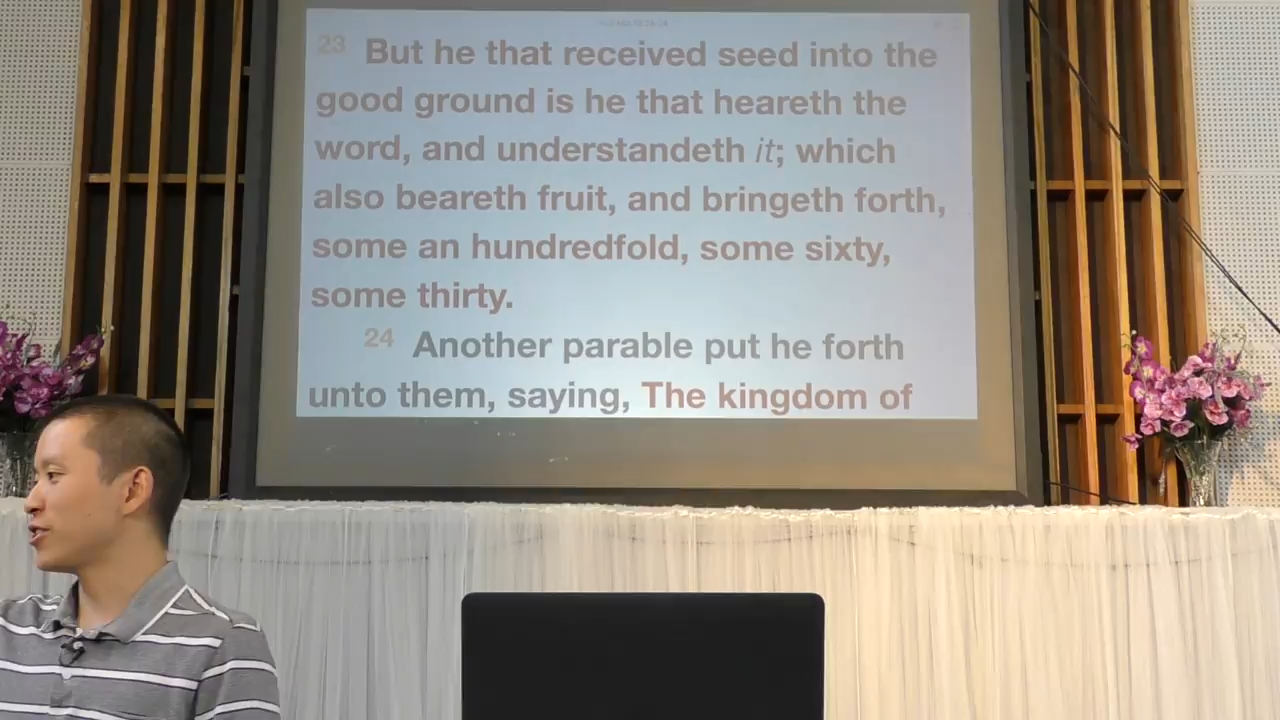 23 But he that received seed into the
good ground is he that heareth the
word, and understandeth it; which
also beareth fruit, and bringeth forth,
some an hundredfold, some sixty,
some thirty.
24 Another parable put he forth
unto them, saying, The kingdom of